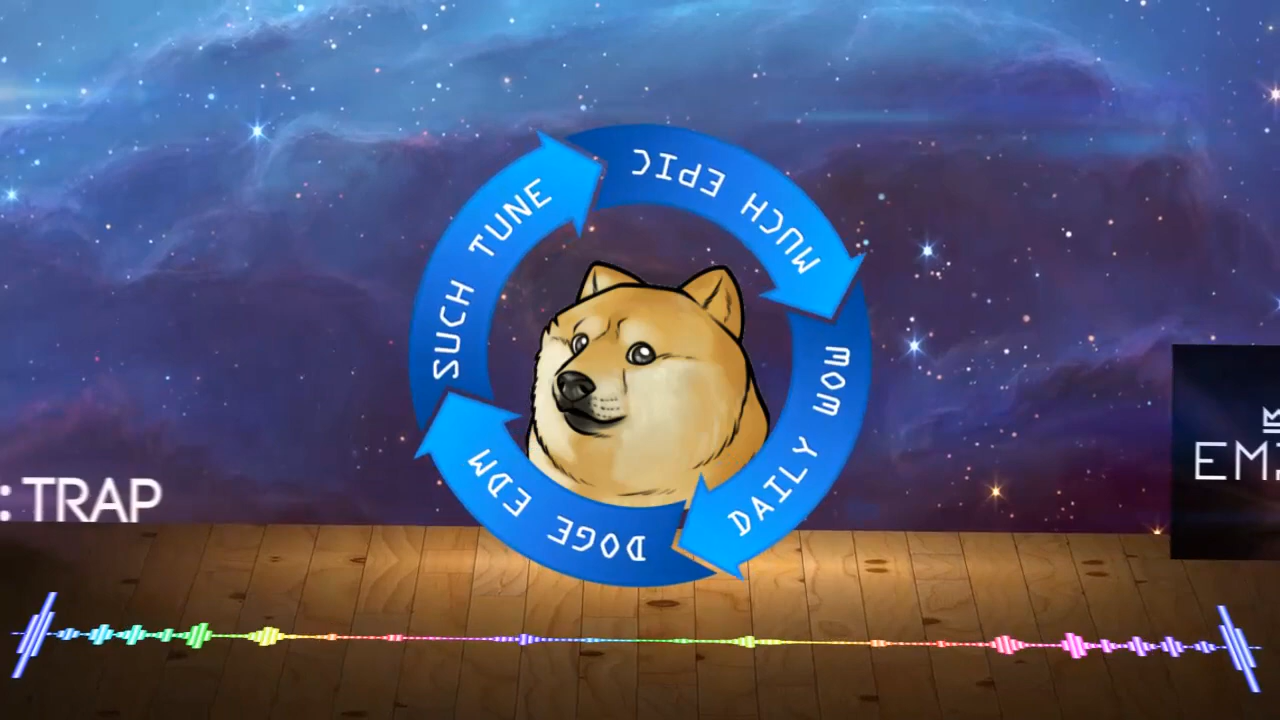 SUCH TUNE
MUCH EPIC
DAILY WOW
DOGE EDM
: TRAP